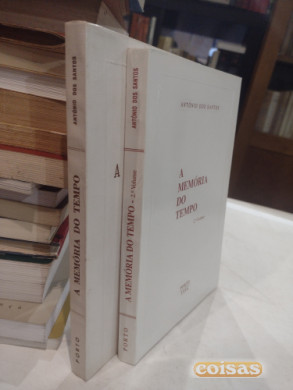 ANTÓNIO DOS SANTOS
A MEMÓRIA DO TEMPO
PORTO
A
ANTÓNIO DOS SANTOS
A MEMÓRIA DO TEMPO - 2.º Volume
PORTO
ANTÓNIO DOS SANTOS
A
MEMÓRIA
DO
TEMPO
coisas